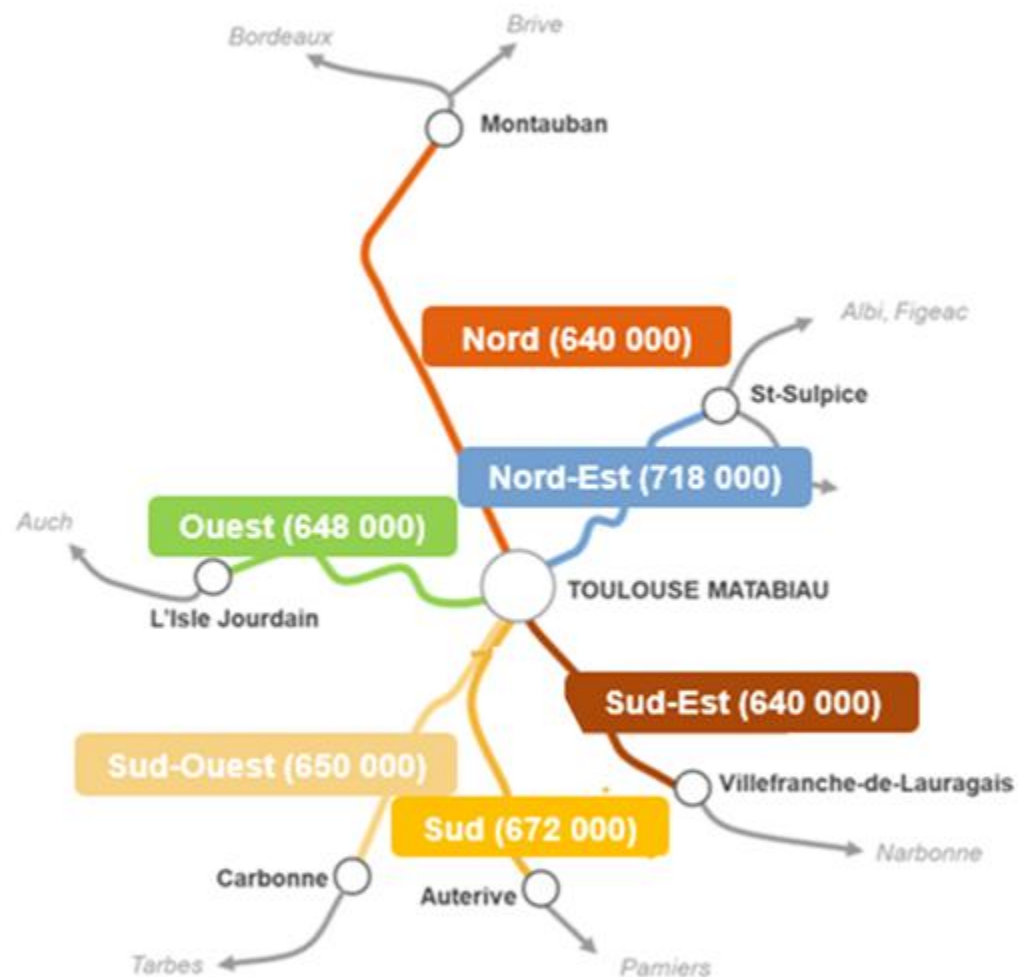 Brive
Bordeaux
Montauban
Albi, Figeac
Nord (640 000)
St-Sulpice
Nord-Est (718 000)
Ouest (648 000)
Auch
TOULOUSE MATABIAU
L'Isle Jourdain
Sud-Est (640 000)
Sud-Ouest (650 000)
Villefranche-de-Lauragais
Sud (672 000)
Narbonne
Carbonne
Auterive
Tarbes
Pamiers